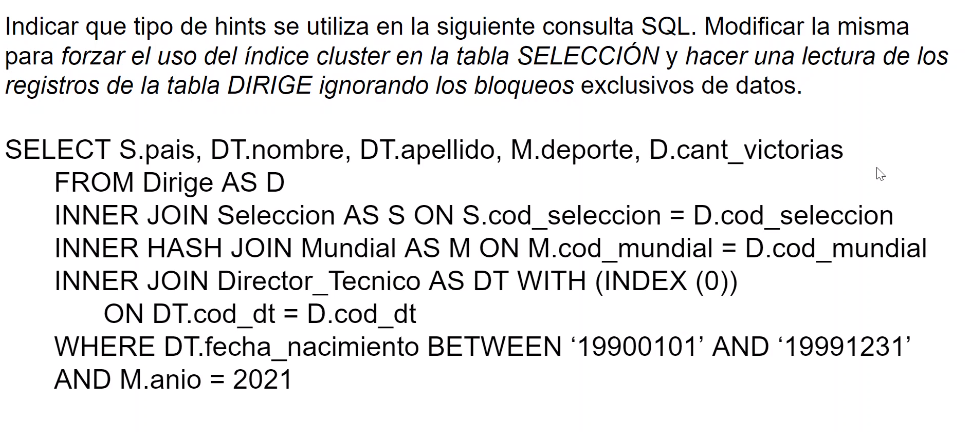 Indicar que tipo de hints se utiliza en la siguiente consulta SQL. Modificar la misma
para forzar el uso del índice cluster en la tabla SELECCIÓN y hacer una lectura de los
registros de la tabla DIRIGE ignorando los bloqueos exclusivos de datos.
SELECT S.pais, DT.nombre, DT.apellido, M.deporte, D.cant_victorias
FROM Dirige AS D
INNER JOIN Seleccion AS S ON S.cod_seleccion = D.cod_seleccion
INNER HASH JOIN Mundial AS M ON M.cod_mundial = D.cod_mundial
INNER JOIN Director_Tecnico AS DT WITH (INDEX (0))
ON DT.cod_dt = D.cod_dt
WHERE DT.fecha_nacimiento BETWEEN ‘19900101’ AND ‘19991231’
AND M.anio = 2021